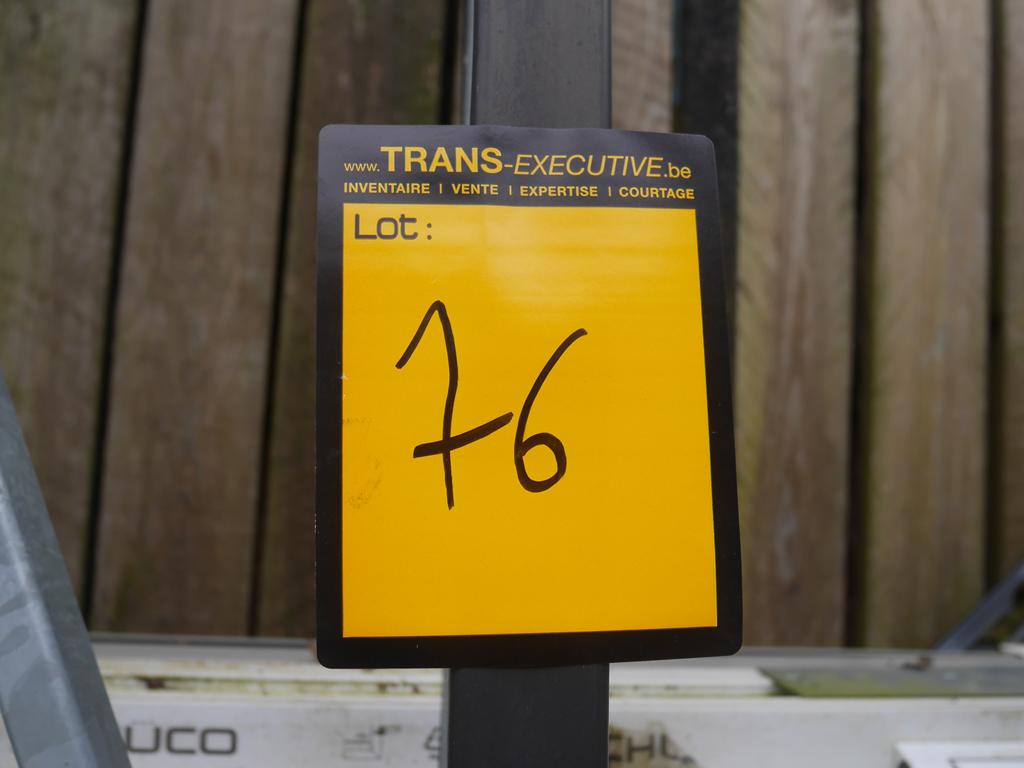 www.TRANS-EXECUTIVE.be
INVENTAIRE | VENTE | EXPERTISE | COURTAGE
Lot:
76
UCO